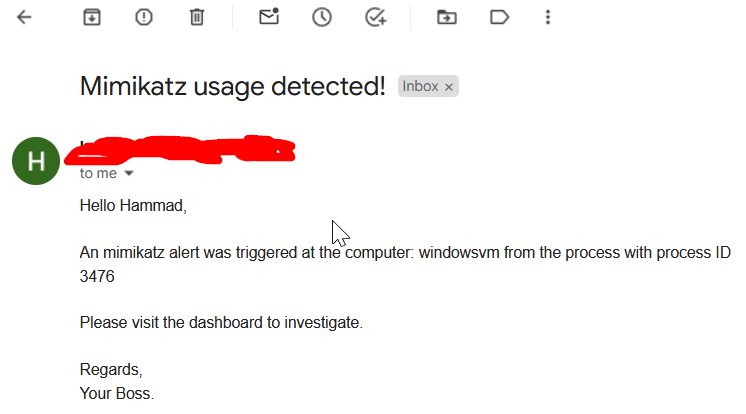 Mimikatz usage detected! Inbox ×
H
to me
Hello Hammad,
An mimikatz alert was triggered at the computer: windowsvm from the process with process ID
3476
Please visit the dashboard to investigate.
Regards,
Your Boss.